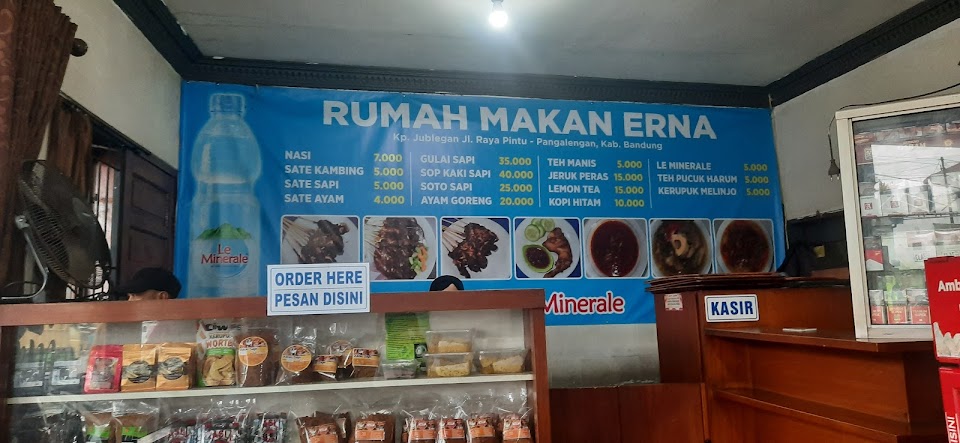 RUMAH MAKAN ERNA
Kp. Jublegan Jl. Raya Pintu - Pangalengan, Kab. Bandung
NASI 7.000
SATE KAMBING 5.000
SATE SAPI 5.000
SATE AYAM 4.000
GULAI SAPI 35.000
SOP KAKI SAPI 40.000
SOTO SAPI 25.000
AYAM GORENG 20.000
TEH MANIS 5.000
JERUK PERAS 15.000
LEMON TEA 15.000
KOPI HITAM 10.000
LE MINERALE 5.000
TEH PUCUK HARUM 5.000
KERUPUK MELINJO 5.000
Le
Minerale
Minerale
ORDER HERE
PESAN DISINI
KASIR
WORTEL